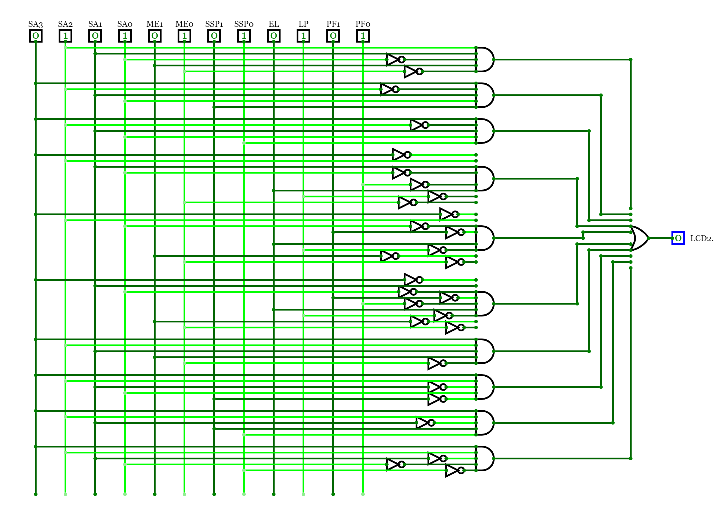 SA3 SA2 SA1 SA0 ME1 ME0 SSP1 SSP0 EL LP PF1 PF0
0 1 0 1 0 1 0 1 0 1 0 1
0 LCD2.